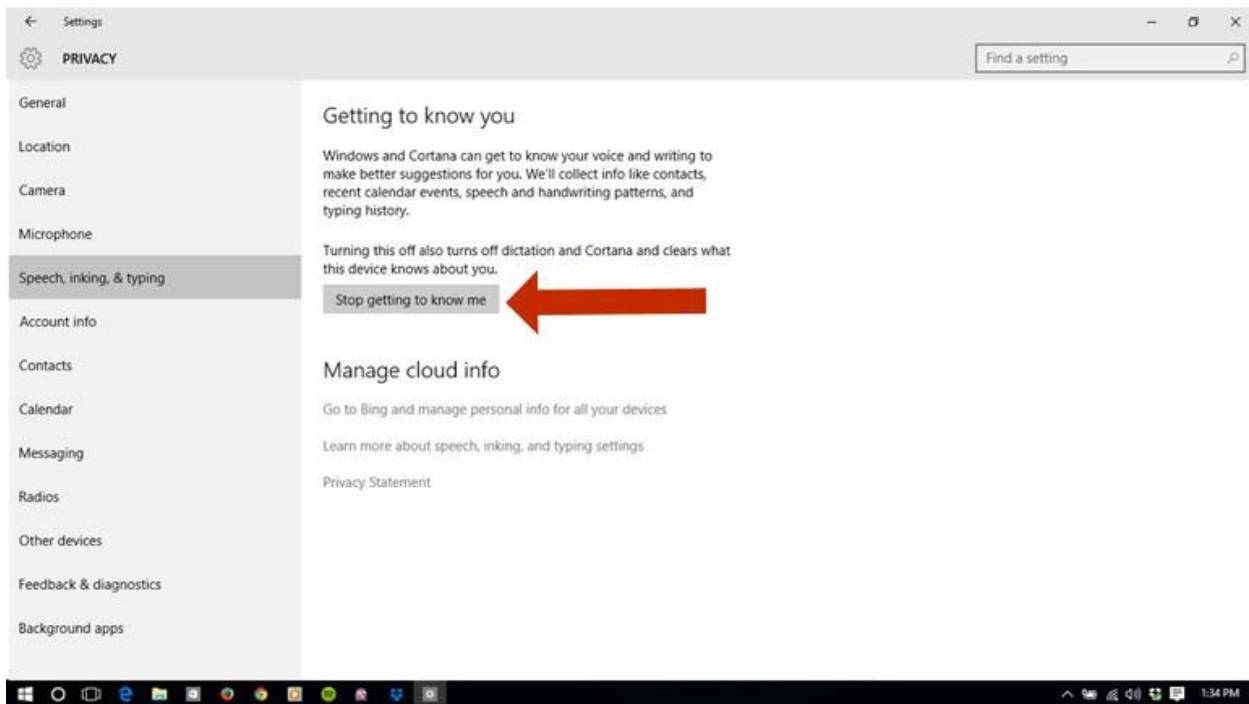 Settings
PRIVACY
Find a setting
General
Location
Camera
Microphone
Speech, inking, & typing
Account info
Contacts
Calendar
Messaging
Radios
Other devices
Feedback & diagnostics
Background apps
Getting to know you
Windows and Cortana can get to know your voice and writing to
make better suggestions for you. We'll collect info like contacts,
recent calendar events, speech and handwriting patterns, and
typing history.
Turning this off also turns off dictation and Cortana and clears what
this device knows about you.
Stop getting to know me
Manage cloud info
Go to Bing and manage personal info for all your devices
Learn more about speech, inking, and typing settings
Privacy Statement
1:34 PM